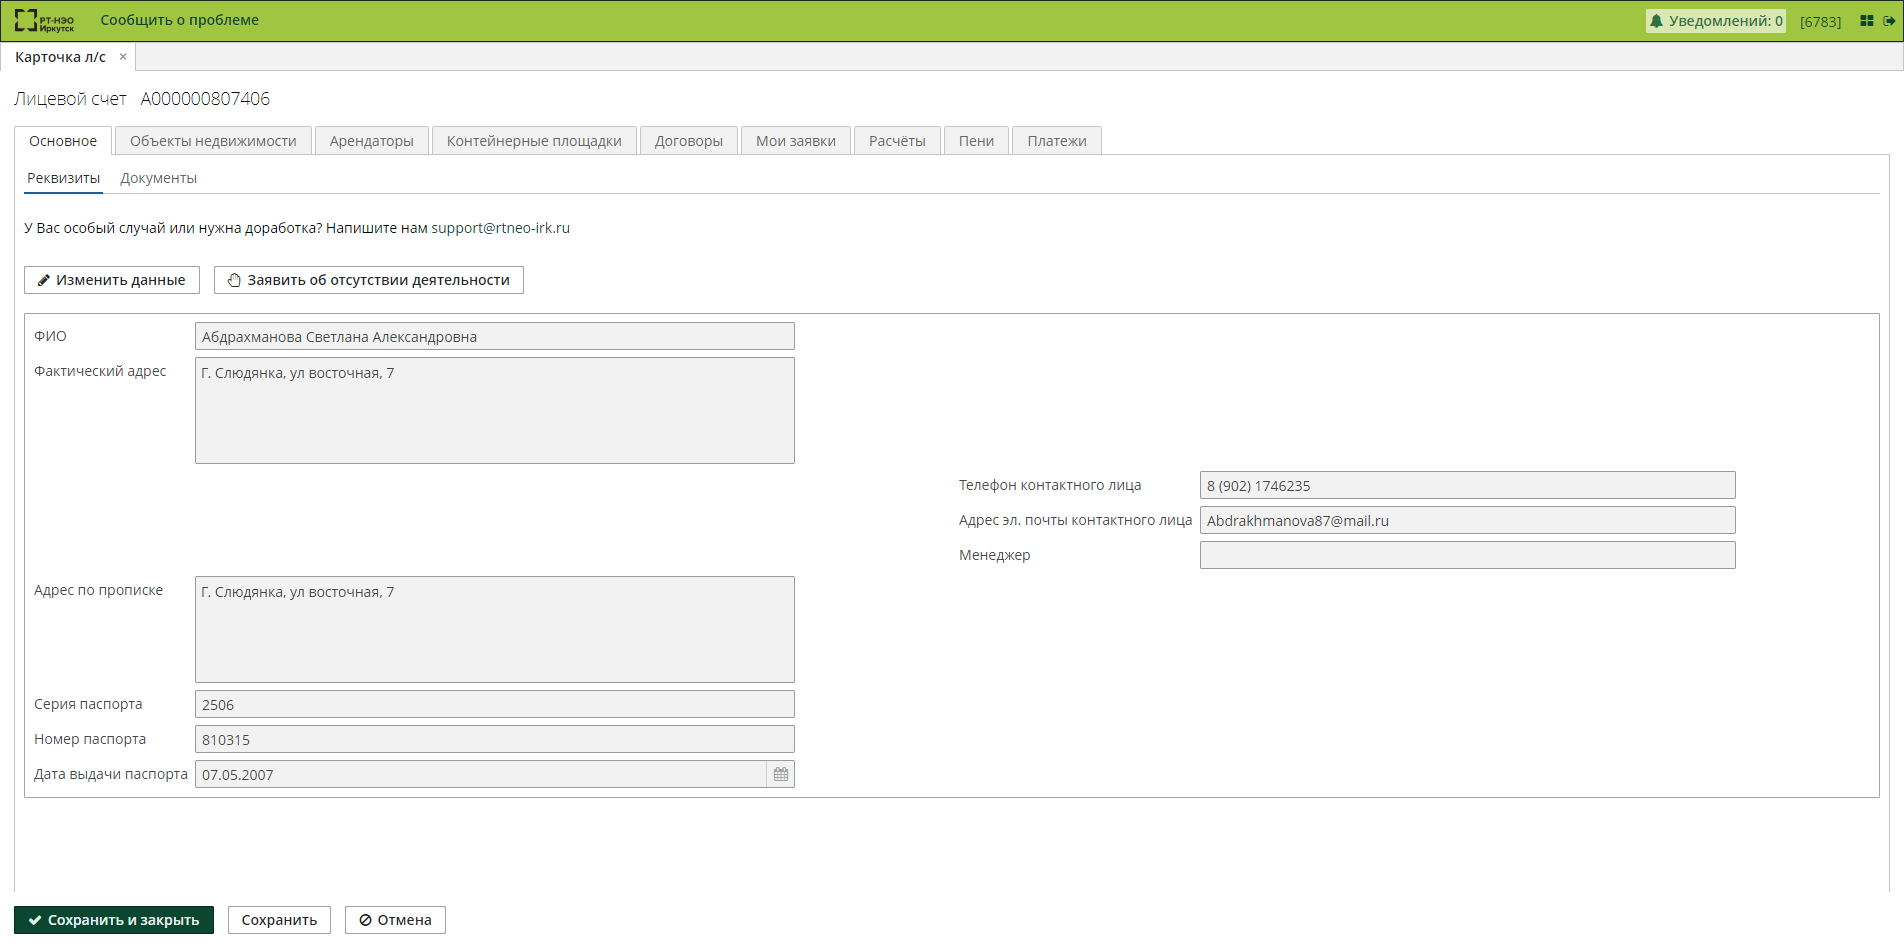 РТ-НЭО Иркутск Сообщить о проблеме Уведомлений: 0 [6783]
Карточка л/с ×
Лицевой счет А000000807406
Основное Объекты недвижимости Арендаторы Контейнерные площадки Договоры Мои заявки Расчёты Пени Платежи
Реквизиты Документы
У Вас особый случай или нужна доработка? Напишите нам support@rtneo-irk.ru
Изменить данные Заявить об отсутствии деятельности
ФИО Абдрахманова Светлана Александровна
Фактический адрес Г. Слюдянка, ул восточная, 7
Телефон контактного лица 8 (902) 1746235
Адрес эл. почты контактного лица Abdrakhmanova87@mail.ru
Менеджер
Адрес по прописке Г. Слюдянка, ул восточная, 7
Серия паспорта 2506
Номер паспорта 810315
Дата выдачи паспорта 07.05.2007
Сохранить и закрыть Сохранить Отмена